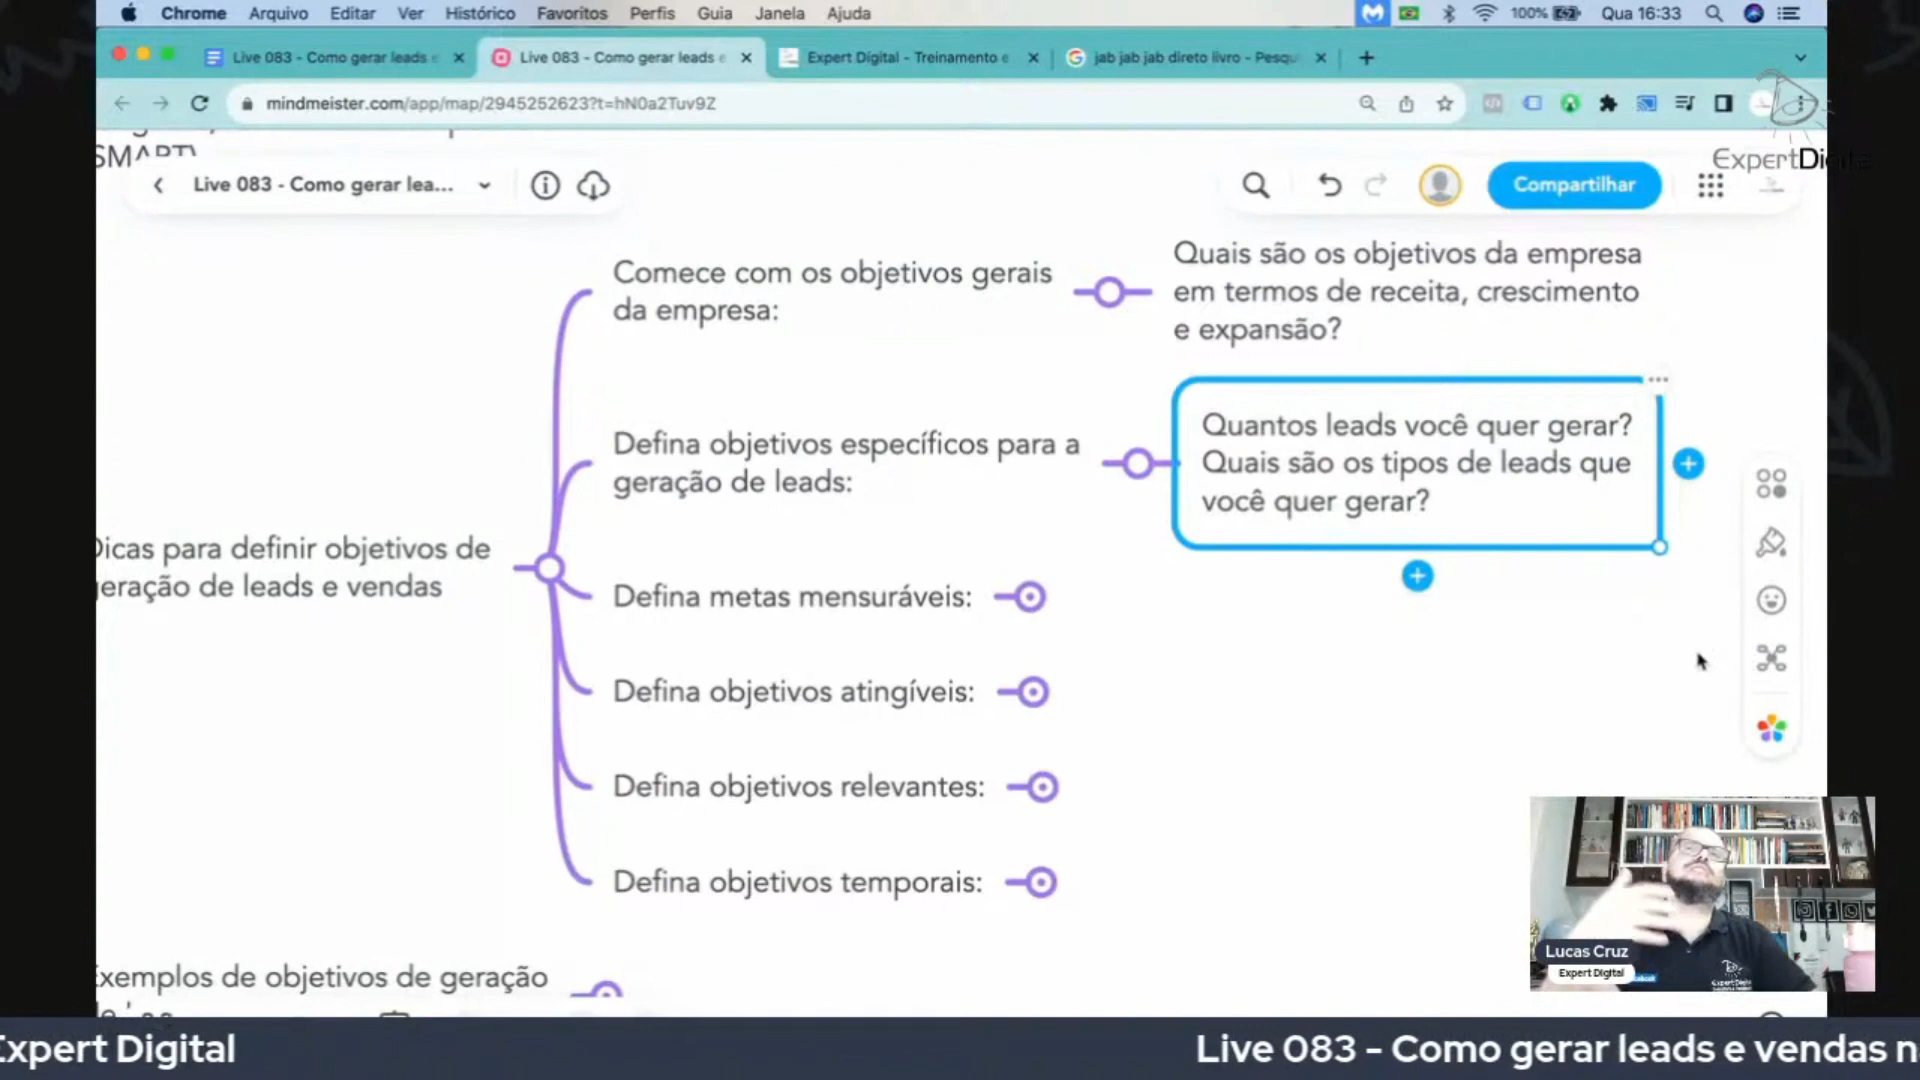 Chrome Arquivo Editar Ver Histórico Favoritos Perfis Guia Janela Ajuda 100% Qua 16:33
Live 083 - Como gerar leads e
Live 083 - Como gerar leads e
Expert Digital - Treinamento e
jab jab jab direto livro - Pesqu
mindmeister.com/app/map/2945252623?t=hN0a2Tuv9Z
SMART)
Live 083 - Como gerar lea...
Compartilhar
Comece com os objetivos gerais
da empresa:
Quais são os objetivos da empresa
em termos de receita, crescimento
e expansão?
Defina objetivos específicos para a
geração de leads:
Quantos leads você quer gerar?
Quais são os tipos de leads que
você quer gerar?
Dicas para definir objetivos de
geração de leads e vendas
Defina metas mensuráveis:
Defina objetivos atingíveis:
Defina objetivos relevantes:
Defina objetivos temporais:
Exemplos de objetivos de geração
Lucas Cruz
Expert Digital
Expert Digital
Live 083 - Como gerar leads e vendas n